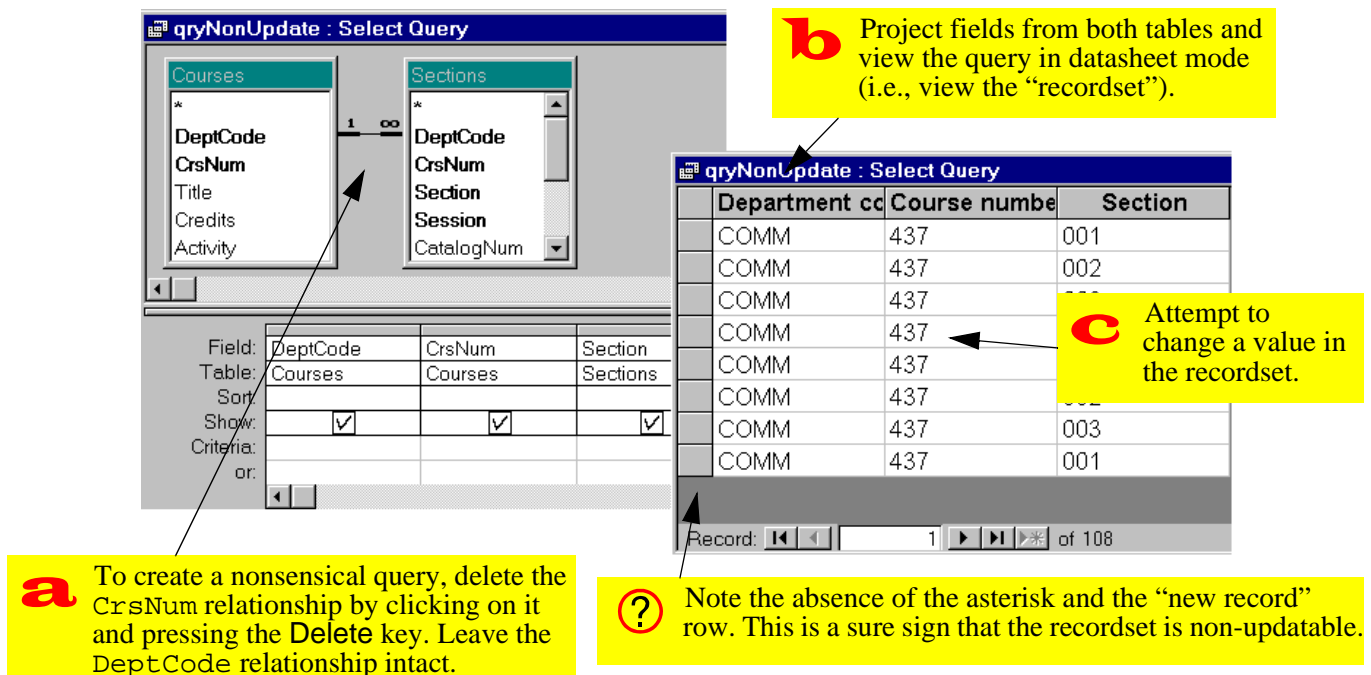 qryNonUpdate : Select Query
Courses
*
DeptCode
CrsNum
Title
Credits
Activity
1 ∞
Sections
*
DeptCode
CrsNum
Section
Session
CatalogNum
Field: DeptCode CrsNum Section
Table: Courses Courses Sections
Sort:
Show:
Criteria:
or:
b Project fields from both tables and
view the query in datasheet mode
(i.e., view the “recordset”).
qryNonUpdate : Select Query
Department cc Course numbe Section
COMM 437 001
COMM 437 002
COMM 437
COMM 437
COMM 437
COMM 437
COMM 437 003
COMM 437 001
Record: 1 of 108
c Attempt to
change a value in
the recordset.
a To create a nonsensical query, delete the
CrsNum relationship by clicking on it
and pressing the Delete key. Leave the
DeptCode relationship intact.
? Note the absence of the asterisk and the “new record”
row. This is a sure sign that the recordset is non-updatable.